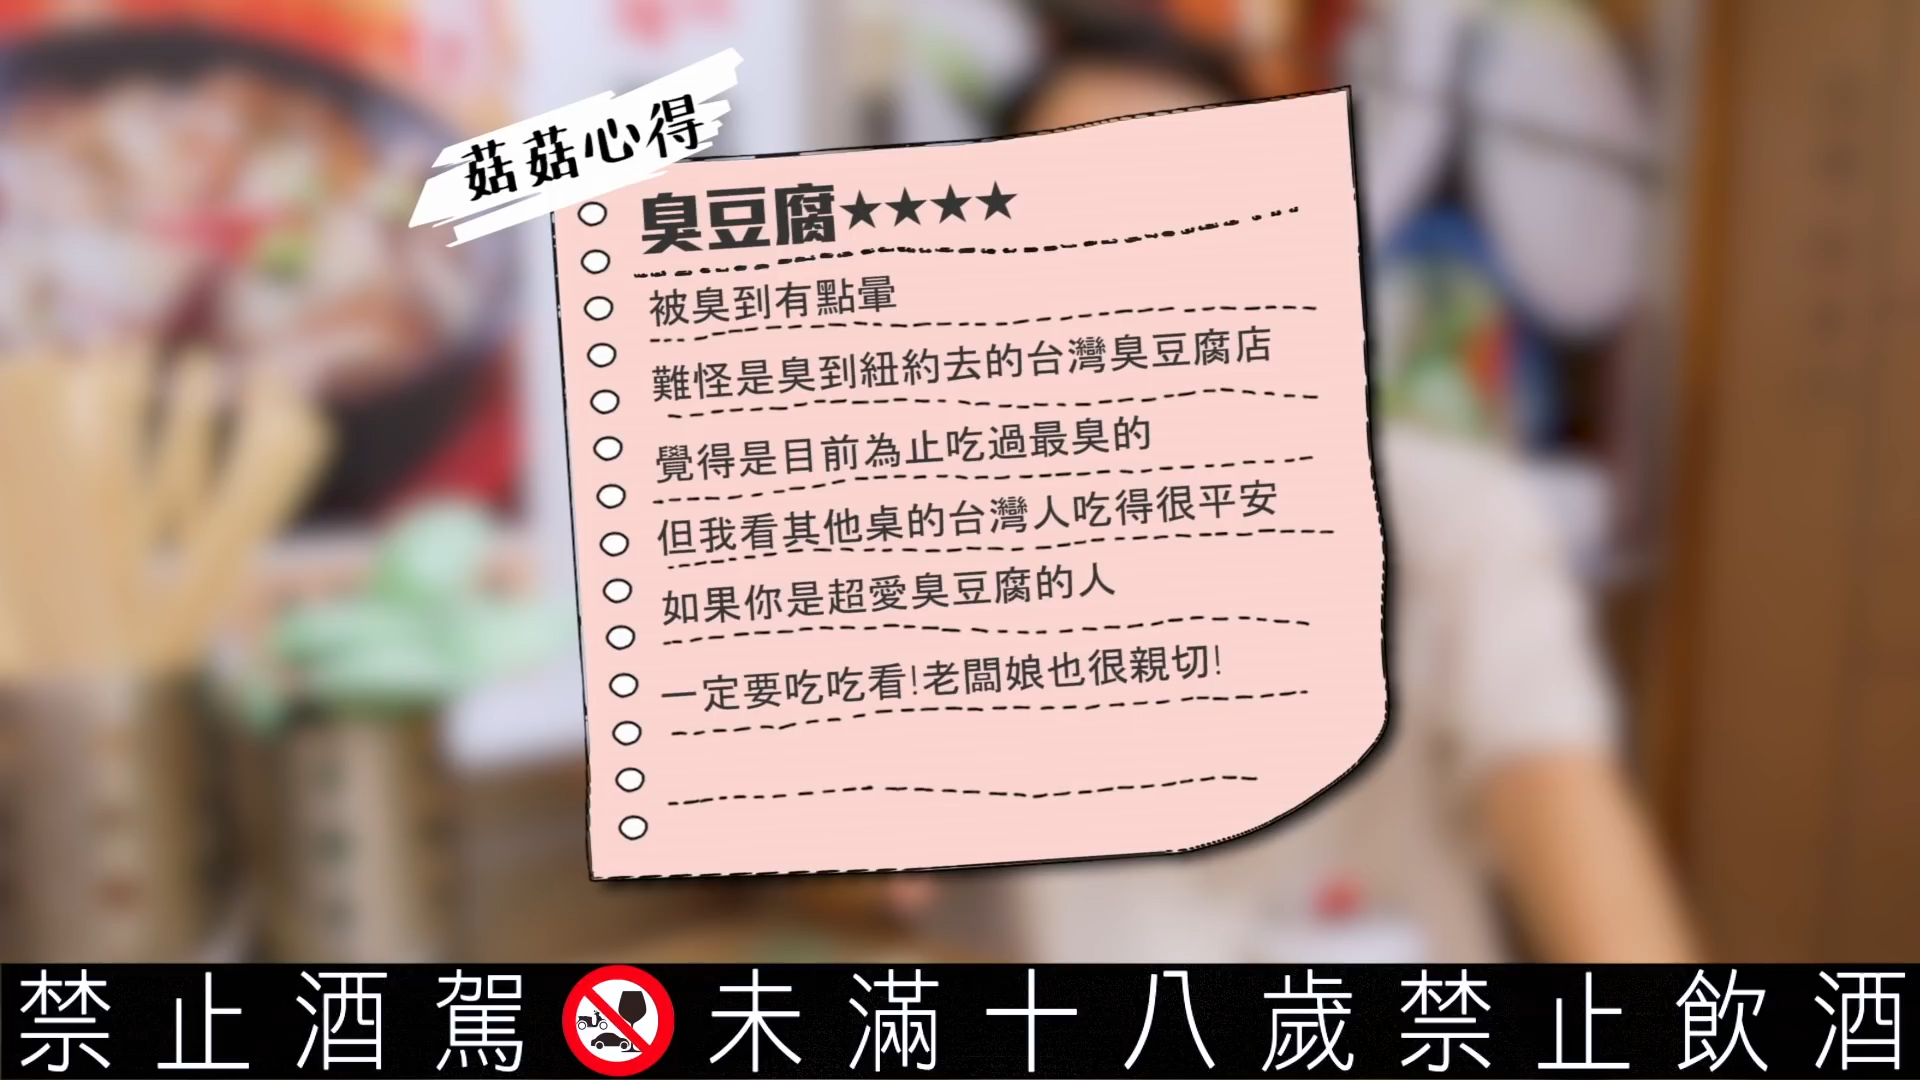 菇菇心得
臭豆腐★★★★
被臭到有點暈
難怪是臭到紐約去的台灣臭豆腐店
覺得是目前為止吃過最臭的
但我看其他桌的台灣人吃得很平安
如果你是超愛臭豆腐的人
一定要吃吃看!老闆娘也很親切!
禁止酒駕 未滿十八歲禁止飲酒